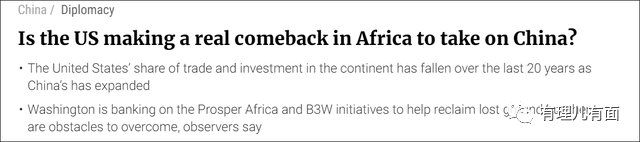 China / Diplomacy
Is the US making a real comeback in Africa to take on China?
• The United States' share of trade and investment in the continent has fallen over the last 20 years as
China's has expanded
• Washington is banking on the Prosper Africa and B3W initiatives to help reclaim lost
are obstacles to overcome, observers say
有理儿有面